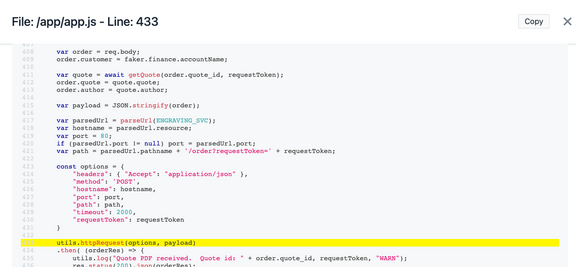 File: /app/app.js - Line: 433
Copy
408 var order = req.body;
409 order.customer = faker.finance.accountName;
410
411 var quote = await getQuote(order.quote_id, requestToken);
412 order.quote = quote.quote;
413 order.author = quote.author;
414
415 var payload = JSON.stringify(order);
416
417 var parsedUrl = parseUrl(ENGRAVING_SVC);
418 var hostname = parsedUrl.resource;
419 var port = 80;
420 if (parsedUrl.port != null) port = parsedUrl.port;
421 var path = parsedUrl.pathname + '/order?requestToken=' + requestToken;
422
423 const options = {
424 "headers": { "Accept": "application/json" },
425 "method": 'POST',
426 "hostname": hostname,
427 "port": port,
428 "path": path,
429 "timeout": 2000,
430 "requestToken": requestToken
431 }
432
433 utils.httpRequest(options, payload)
434 .then( (orderRes) => {
435 utils.log("Quote PDF received. Quote id: " + order.quote_id, requestToken, "WARN");
436 res.status(200).json(orderRes);